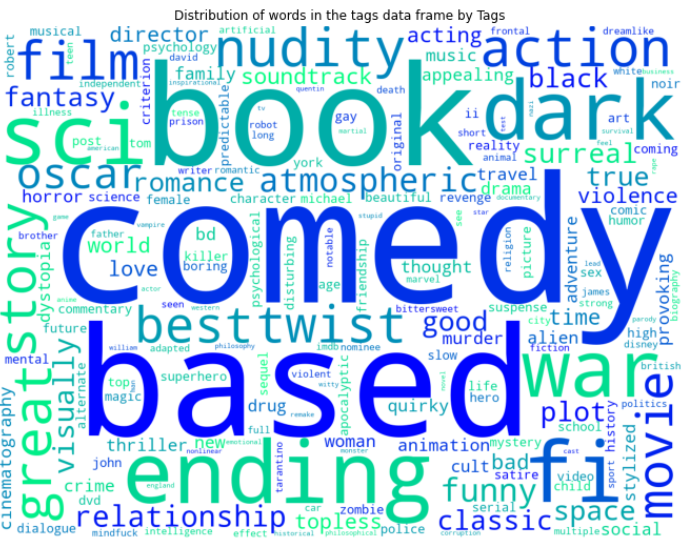 Distribution of words in the tags data frame by Tags
musical
director
artificial
acting
frontal
dreamlike
robert
teen
film
psychology
david
nudity
music
action
white
business
independent
family
inspirational
soundtrack
appealing
black
noir
fantasy
criterion
tense
quentin
death
tv
book
gay
ii
dark
art
illness
prison
predictable
robot
long
martial
original
short
test
nazi
survival
sci
post
tom
american
writer
romantic
york
reality
animal
surreal
feel
coming
oscar
romance
atmospheric
travel
true
rape
horror
science
female
character
michael
beautiful
revenge
drama
violence
story
brother
game
father
vampire
comedy
stupid
see
star
documentary
comic
humor
dystopian
world
bd
killer
psychological
disturbing
notable
friendship
thought
religion
picture
adventure
sex
lead
provoking
biography
love
boring
age
marvel
james
strong
anime
actor
commentary
seen
western
bittersweet
suspense
city
time
parody
future
besttwist
good
alien
high
disney
mental
william
adapted
philosophy
imdb
nominee
murder
slow
fiction
great
visually
alternate
based
war
british
tops
magic
man
superhero
violent
witty
sequel
apocalyptic
life
hero
movie
remake
novel
drug
quirky
plot
politics
cinematography
full
school
history
thriller
new
emotional
woman
animation
mystery
john
nonlinear
ending
monster
tarantino
cult
bad
satire
fi
cast
sport
stylized
crime
dvd
england
funny
video
child
relationship
zombie
car
topless
serial
classic
space
dialogue
mindfuck
intelligence
effect
historical
philosophical
police
corruption
multiple
social